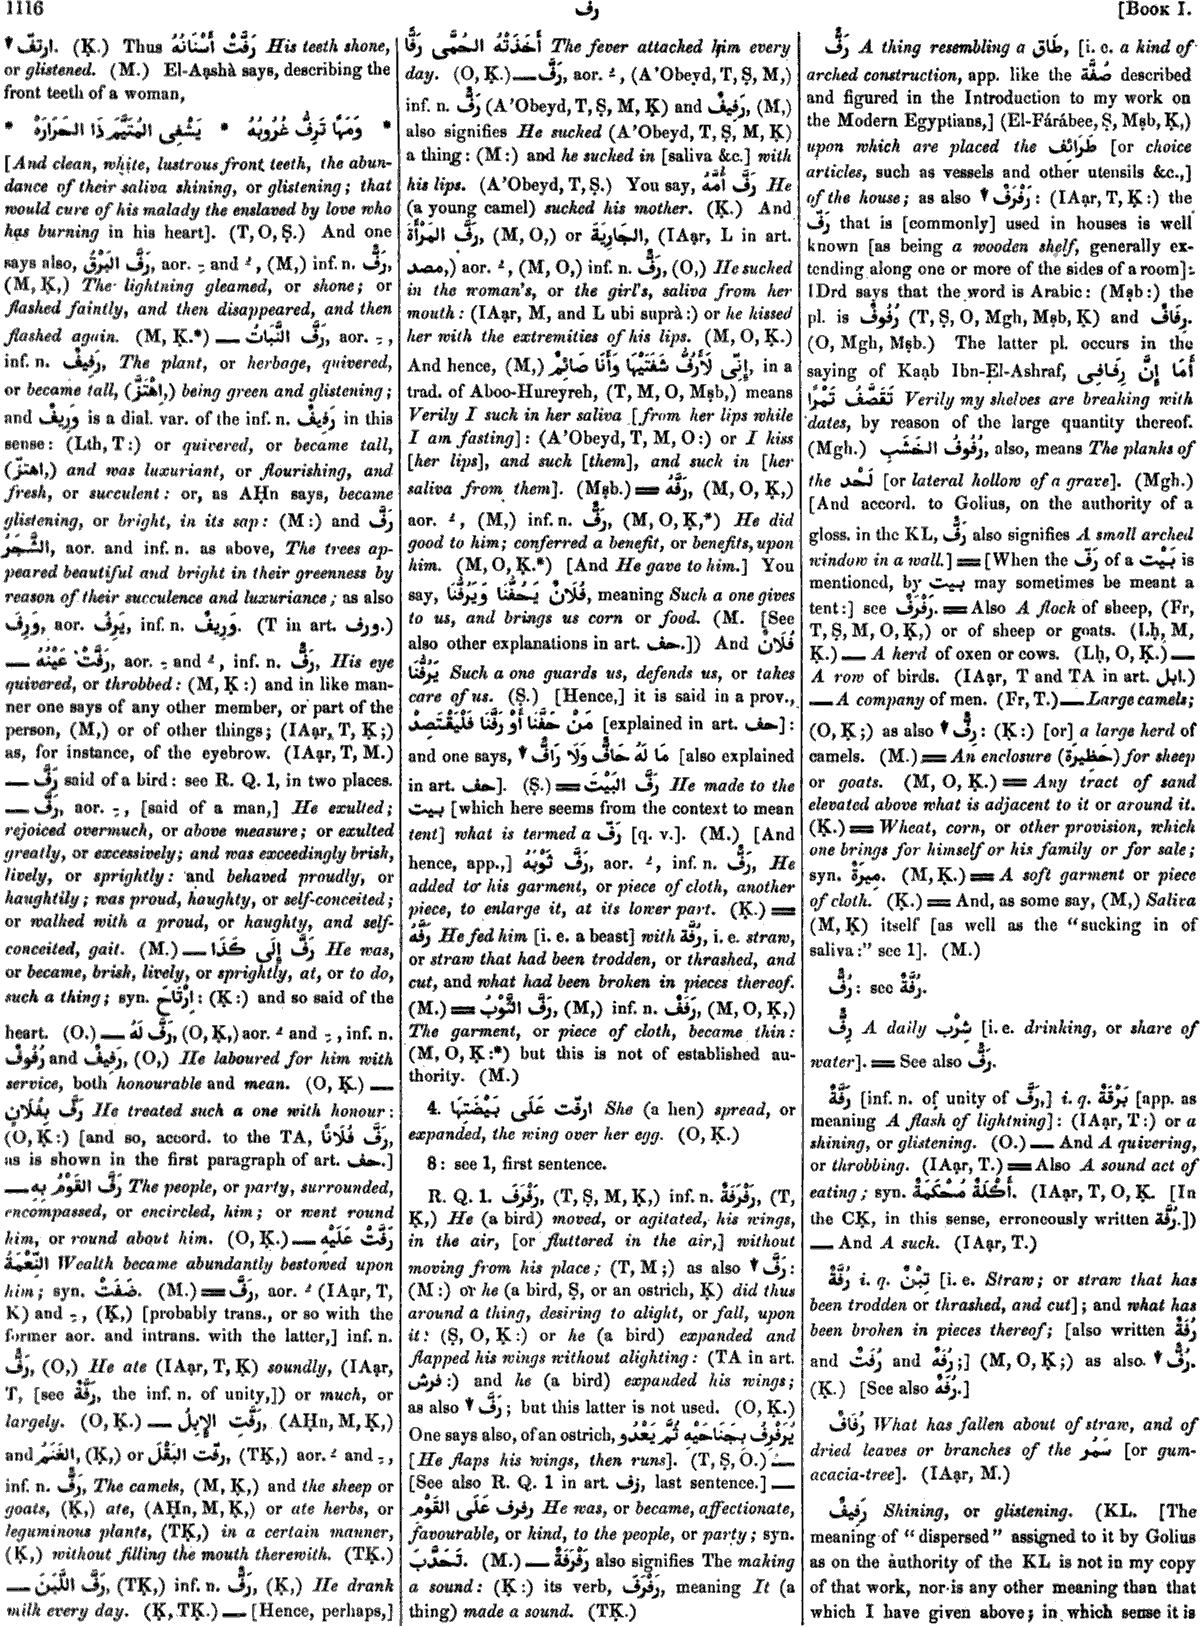 1116
رف
[Book I.
ارتفّ ▼. (Ḳ.) Thus رَفَّتْ أَسْنَانُهُ His teeth shone,
or glistened. (M.) El-Aạshà says, describing the
front teeth of a woman,
* وَمَهًا تَرِفُّ غُرُوبُهُ * يَشْفِى المُتَيَّمَ ذَا الحَرَارَهْ *
[And clean, white, lustrous front teeth, the abun-
dance of their saliva shining, or glistening; that
would cure of his malady the enslaved by love who
has burning in his heart]. (T, O, Ṣ.) And one
says also, رَفَّ البَرْقُ, aor. ـِ and ـُ, (M,) inf. n. رَفٌّ,
(M, Ḳ,) The lightning gleamed, or shone; or
flashed faintly, and then disappeared, and then
flashed again. (M, Ḳ.*) — رَفَّ النَّبَاتُ, aor. ـِ,
inf. n. رَفِيفٌ, The plant, or herbage, quivered,
or became tall, (اِهْتَزَّ,) being green and glistening;
and وَرِيفٌ is a dial. var. of the inf. n. رَفِيفٌ in this
sense: (Lth, T:) or quivered, or became tall,
(اهتزّ,) and was luxuriant, or flourishing, and
fresh, or succulent: or, as AḤn says, became
glistening, or bright, in its sap: (M:) and رَفَّ
الشَّجَرُ, aor. and inf. n. as above, The trees ap-
peared beautiful and bright in their greenness by
reason of their succulence and luxuriance; as also
وَرَفَ, aor. يَرِفُ, inf. n. وَرِيفٌ. (T in art. ورف.)
— رَفَّتْ عَيْنُهُ, aor. ـِ and ـُ, inf. n. رَفٌّ, His eye
quivered, or throbbed: (M, Ḳ:) and in like man-
ner one says of any other member, or part of the
person, (M,) or of other things; (IAạr, T, Ḳ;)
as, for instance, of the eyebrow. (IAạr, T, M.)
— رَفَّ said of a bird: see R. Q. 1, in two places.
— رَفَّ, aor. ـِ, [said of a man,] He exulted;
rejoiced overmuch, or above measure; or exulted
greatly, or excessively; and was exceedingly brisk,
lively, or sprightly: and behaved proudly, or
haughtily; was proud, haughty, or self-conceited;
or walked with a proud, or haughty, and self-
conceited, gait. (M.) — رَفَّ إِلَى كَذَا He was,
or became, brisk, lively, or sprightly, at, or to do,
such a thing; syn. اِرْتَاحَ: (Ḳ:) and so said of the
heart. (O.) — رَفَّ لَهُ, (O, Ḳ,) aor. ـُ and ـِ, inf. n.
رُفُوفٌ and رَفِيفٌ, (O,) He laboured for him with
service, both honourable and mean. (O, Ḳ.) —
رَفَّ بِفُلَانٍ He treated such a one with honour:
(O, Ḳ:) [and so, accord. to the TA, رَفَّ فُلَانًا,
as is shown in the first paragraph of art. حف.]
— رَفَّ القَوْمُ بِهِ The people, or party, surrounded,
encompassed, or encircled, him; or went round
him, or round about him. (O, Ḳ.) — رَفَّتْ عَلَيْهِ
النِّعْمَةُ Wealth became abundantly bestowed upon
him; syn. ضَفَتْ. (M.) = رَفَّ, aor. ـُ (IAạr, T,
K) and ـِ, (Ḳ,) [probably trans., or so with the
former aor. and intrans. with the latter,] inf. n.
رَفٌّ, (O,) He ate (IAạr, T, Ḳ) soundly, (IAạr,
T, [see رَفَّةٌ, the inf. n. of unity,]) or much, or
largely. (O, Ḳ.) — رَفَّتِ الإِبِلُ, (AḤn, M, Ḳ,)
and الغَنَمُ, (Ḳ,) or رفّت البَقْلَ, (TḲ,) aor. ـُ and ـِ,
inf. n. رَفٌّ, The camels, (M, Ḳ,) and the sheep or
goats, (Ḳ,) ate, (AḤn, M, Ḳ,) or ate herbs, or
leguminous plants, (TḲ,) in a certain manner,
(Ḳ,) without filling the mouth therewith. (TḲ.)
— رَفَّ اللَّبَنَ, (TḲ,) inf. n. رَفٌّ, (Ḳ,) He drank
milk every day. (Ḳ, TḲ.) — [Hence, perhaps,]
أَخَذَتْهُ الحُمَّى رَفًّا The fever attached him every
day. (O, Ḳ.) — رَفَّ, aor. ـُ, (A'Obeyd, T, Ṣ, M,)
inf. n. رَفٌّ (A'Obeyd, T, Ṣ, M, Ḳ) and رَفِيفٌ, (M,)
also signifies He sucked (A'Obeyd, T, Ṣ, M, Ḳ)
a thing: (M:) and he sucked in [saliva &c.] with
his lips. (A'Obeyd, T, Ṣ.) You say, رَفَّ أُمَّهُ He
(a young camel) sucked his mother. (Ḳ.) And
رَفَّ المَرْأَةَ, (M, O,) or الجَارِيَةَ, (IAạr, L in art.
مصد,) aor. ـُ, (M, O,) inf. n. رَفٌّ, (O,) He sucked
in the woman's, or the girl's, saliva from her
mouth: (IAạr, M, and L ubi suprà:) or he kissed
her with the extremities of his lips. (M, O, Ḳ.)
And hence, (M,) إِنِّى لَأَرُفُّ شَفَتَيْهَا وَأَنَا صَائِمٌ, in a
trad. of Aboo-Hureyreh, (T, M, O, Mṣb,) means
Verily I suck in her saliva [from her lips while
I am fasting]: (A'Obeyd, T, M, O:) or I kiss
[her lips], and suck [them], and suck in [her
saliva from them]. (Mṣb.) = رَفَّهُ, (M, O, Ḳ,)
aor. ـُ, (M,) inf. n. رَفٌّ, (M, O, Ḳ,*) He did
good to him; conferred a benefit, or benefits, upon
him. (M, O, Ḳ.*) [And He gave to him.] You
say, فُلَانٌ يَحُفُّنَا وَيَرُفُّنَا, meaning Such a one gives
to us, and brings us corn or food. (M. [See
also other explanations in art. حف.]) And فُلَانٌ
يَرُفُّنَا Such a one guards us, defends us, or takes
care of us. (Ṣ.) [Hence,] it is said in a prov.,
مَنْ حَفَّنَا أَوْ رَفَّنَا فَلْيَقْتَصِدْ [explained in art. حف]:
and one says, ▼ مَا لَهُ حَافٌّ وَلَا رَافٌّ [also explained
in art. حف]. (Ṣ.) = رَفَّ البَيْتَ He made to the
بيت [which here seems from the context to mean
tent] what is termed a رَفّ [q. v.]. (M.) [And
hence, app.,] رَفَّ ثَوْبَهُ, aor. ـُ, inf. n. رَفٌّ, He
added to his garment, or piece of cloth, another
piece, to enlarge it, at its lower part. (Ḳ.) =
رَفَّهُ He fed him [i. e. a beast] with رُفَّة, i. e. straw,
or straw that had been trodden, or thrashed, and
cut, and what had been broken in pieces thereof.
(M.) = رَفَّ الثَّوْبُ, (M,) inf. n. رَفَفٌ, (M, O, Ḳ,)
The garment, or piece of cloth, became thin:
(M, O, Ḳ:*) but this is not of established au-
thority. (M.)
4. ارفّت عَلَى بَيْضَتِهَا She (a hen) spread, or
expanded, the wing over her egg. (O, Ḳ.)
8: see 1, first sentence.
R. Q. 1. رَفْرَفَ, (T, Ṣ, M, Ḳ,) inf. n. رَفْرَفَةٌ, (T,
Ḳ,) He (a bird) moved, or agitated, his wings,
in the air, [or fluttered in the air,] without
moving from his place; (T, M;) as also ▼ رَفَّ:
(M:) or he (a bird, Ṣ, or an ostrich, Ḳ) did thus
around a thing, desiring to alight, or fall, upon
it: (Ṣ, O, Ḳ:) or he (a bird) expanded and
flapped his wings without alighting: (TA in art.
فرش:) and he (a bird) expanded his wings;
as also ▼ رَفَّ; but this latter is not used. (O, Ḳ.)
One says also, of an ostrich, يُرَفْرِفُ بِجَنَاحَيْهِ ثُمَّ يَعْدُو
[He flaps his wings, then runs]. (T, Ṣ, O.) —
[See also R. Q. 1 in art. زف, last sentence.] —
رفرف عَلَى القَوْمِ He was, or became, affectionate,
favourable, or kind, to the people, or party; syn.
تَحَدَّبَ. (M.) — رَفْرَفَةٌ also signifies The making
a sound: (Ḳ:) its verb, رَفْرَفَ, meaning It (a
thing) made a sound. (TḲ.)
رَفٌّ A thing resembling a طَاق, [i. e. a kind of
arched construction, app. like the صُفَّة described
and figured in the Introduction to my work on
the Modern Egyptians,] (El-Fárábee, Ṣ, Mṣb, Ḳ,)
upon which are placed the طَرَائِف [or choice
articles, such as vessels and other utensils &c.,]
of the house; as also ▼ رَفْرَفٌ: (IAạr, T, Ḳ:) the
رَفّ that is [commonly] used in houses is well
known [as being a wooden shelf, generally ex-
tending along one or more of the sides of a room]:
IDrd says that the word is Arabic: (Mṣb:) the
pl. is رُفُوفٌ (T, Ṣ, O, Mgh, Mṣb, Ḳ) and رِفَافٌ.
(O, Mgh, Mṣb.) The latter pl. occurs in the
saying of Kaạb Ibn-El-Ashraf, أَمَا إِنَّ رِفَافِى
تَقَصَّفُ تَمْرًا Verily my shelves are breaking with
dates, by reason of the large quantity thereof.
(Mgh.) رُفُوفُ الخَشَبِ, also, means The planks of
the لَحْد [or lateral hollow of a grave]. (Mgh.)
[And accord. to Golius, on the authority of a
gloss. in the KL, رَفٌّ also signifies A small arched
window in a wall.] = [When the رَفّ of a بَيْت is
mentioned, by بيت may sometimes be meant a
tent:] see رَفْرَفٌ. = Also A flock of sheep, (Fr,
T, Ṣ, M, O, Ḳ,) or of sheep or goats. (Lḥ, M,
Ḳ.) — A herd of oxen or cows. (Lḥ, O, Ḳ.) —
A row of birds. (IAạr, T and TA in art. ابل.)
— A company of men. (Fr, T.) — Large camels;
(O, Ḳ;) as also ▼ رِفٌّ: (Ḳ:) [or] a large herd of
camels. (M.) = An enclosure (حَظِيرَة) for sheep
or goats. (M, O, Ḳ.) = Any tract of sand
elevated above what is adjacent to it or around it.
(Ḳ.) = Wheat, corn, or other provision, which
one brings for himself or his family or for sale;
syn. مِيرَةٌ. (M, Ḳ.) = A soft garment or piece
of cloth. (Ḳ.) = And, as some say, (M,) Saliva
(M, Ḳ) itself [as well as the "sucking in of
saliva:" see 1]. (M.)
رُفٌّ: see رُفَّةٌ.
رِفٌّ A daily شِرْب [i. e. drinking, or share of
water]. = See also رَفٌّ.
رَفَّةٌ [inf. n. of unity of رَفَّ,] i. q. بَرْقَةٌ [app. as
meaning A flash of lightning]: (IAạr, T:) or a
shining, or glistening. (O.) — And A quivering,
or throbbing. (IAạr, T.) = Also A sound act of
eating; syn. أَكْلَةٌ مُحْكَمَةٌ. (IAạr, T, O, Ḳ. [In
the CḲ, in this sense, erroneously written رُفَّة.])
— And A suck. (IAạr, T.)
رُفَّةٌ i. q. تِبْنٌ [i. e. Straw; or straw that has
been trodden or thrashed, and cut]; and what has
been broken in pieces thereof; [also written رُفَةٌ
and رُفَهٌ and رُفَتٌ;] (M, O, Ḳ;) as also ▼ رُفٌّ.
(Ḳ.) [See also رُفَهٌ.]
رُفَافٌ What has fallen about of straw, and of
dried leaves or branches of the سَمُر [or gum-
acacia-tree]. (IAạr, M.)
رَفِيفٌ Shining, or glistening. (KL. [The
meaning of "dispersed" assigned to it by Golius
as on the authority of the KL is not in my copy
of that work, nor is any other meaning than that
which I have given above; in which sense it is